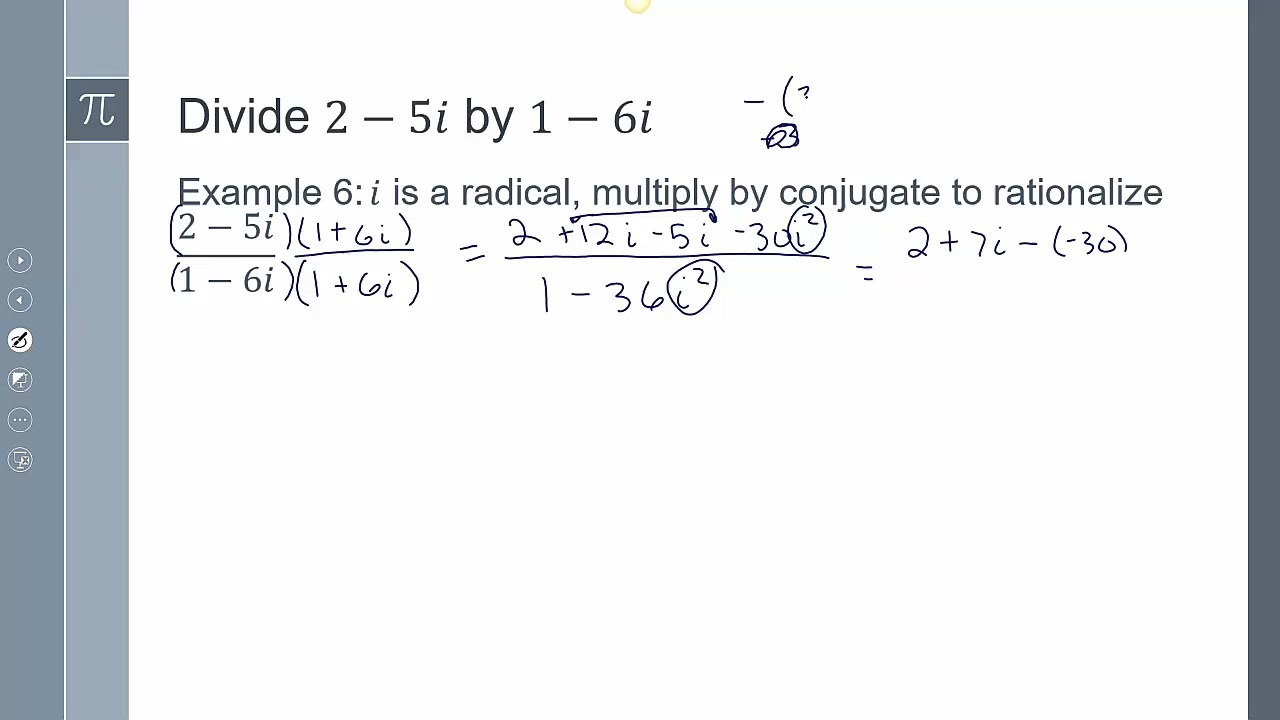 π
Divide 2 − 5i by 1 − 6i
− (
Example 6: i is a radical, multiply by conjugate to rationalize
(2 − 5i)(1 + 6i) = 2 + 12i − 5i − 30i² = 2 + 7i − (−30)
(1 − 6i)(1 + 6i) 1 − 36i²